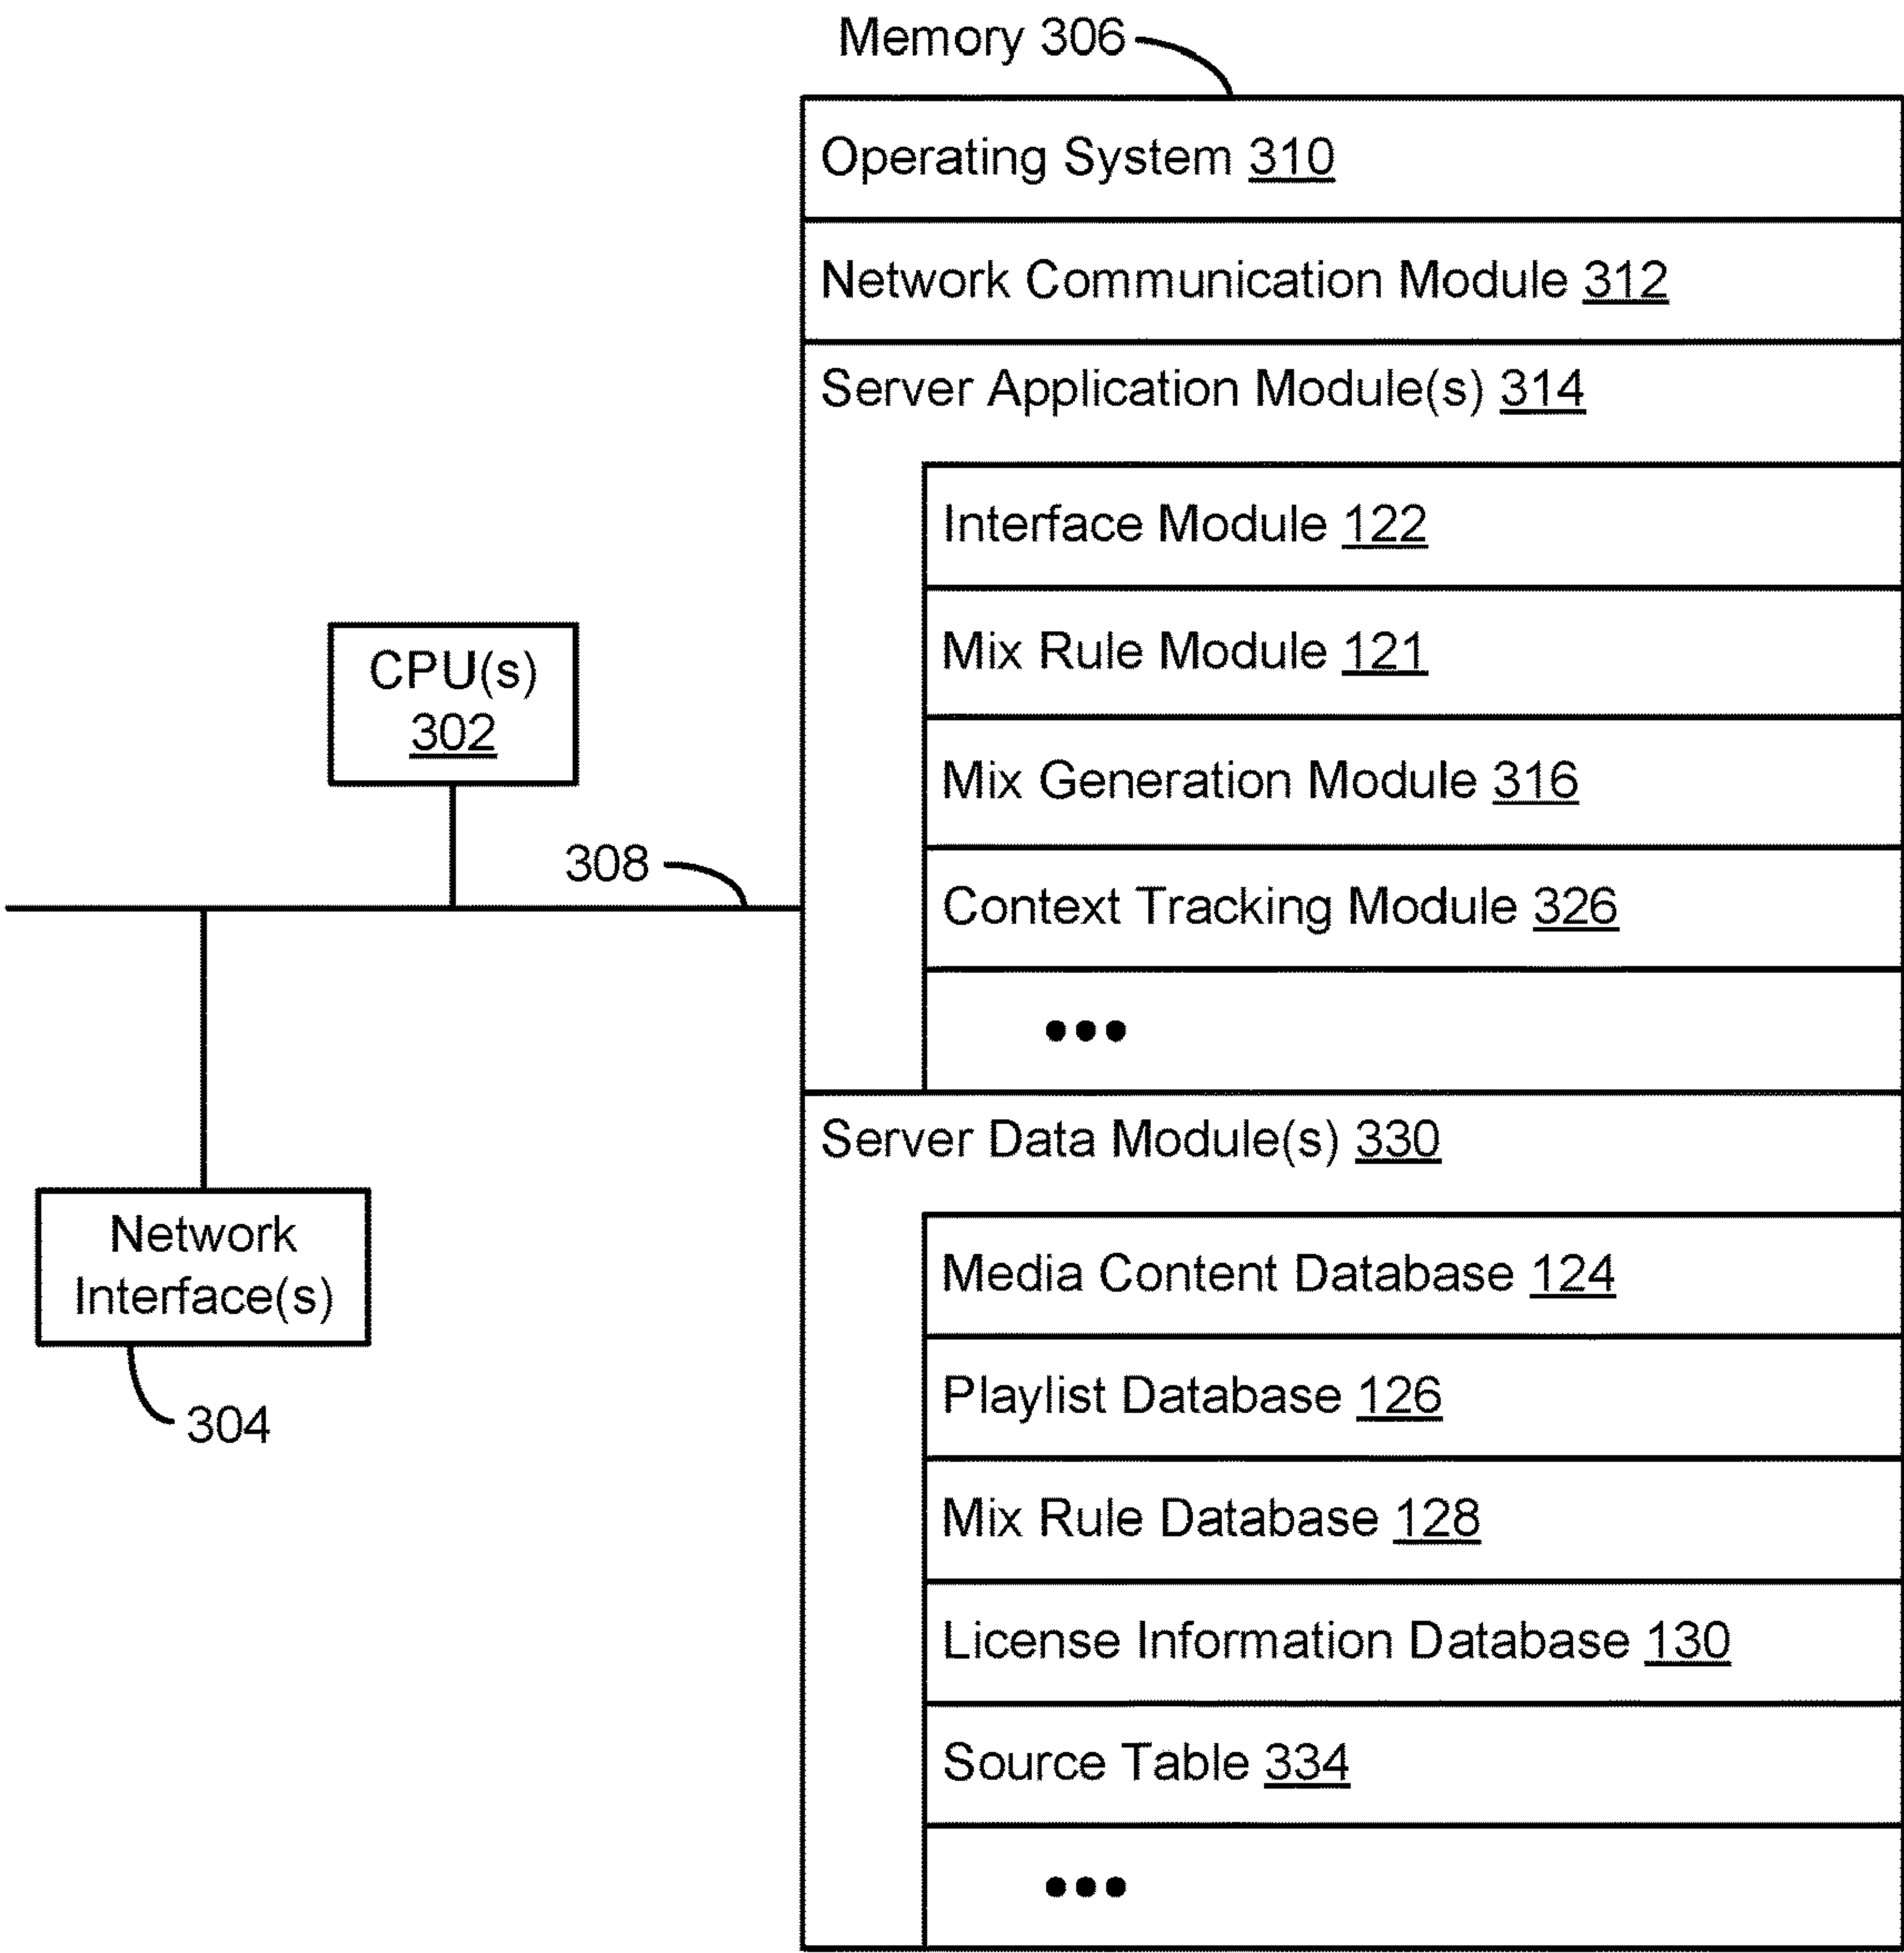 Memory 306
Operating System 310
Network Communication Module 312
Server Application Module(s) 314
Interface Module 122
Mix Rule Module 121
Mix Generation Module 316
Context Tracking Module 326
•••
Server Data Module(s) 330
Media Content Database 124
Playlist Database 126
Mix Rule Database 128
License Information Database 130
Source Table 334
•••
CPU(s)
302
308
Network
Interface(s)
304